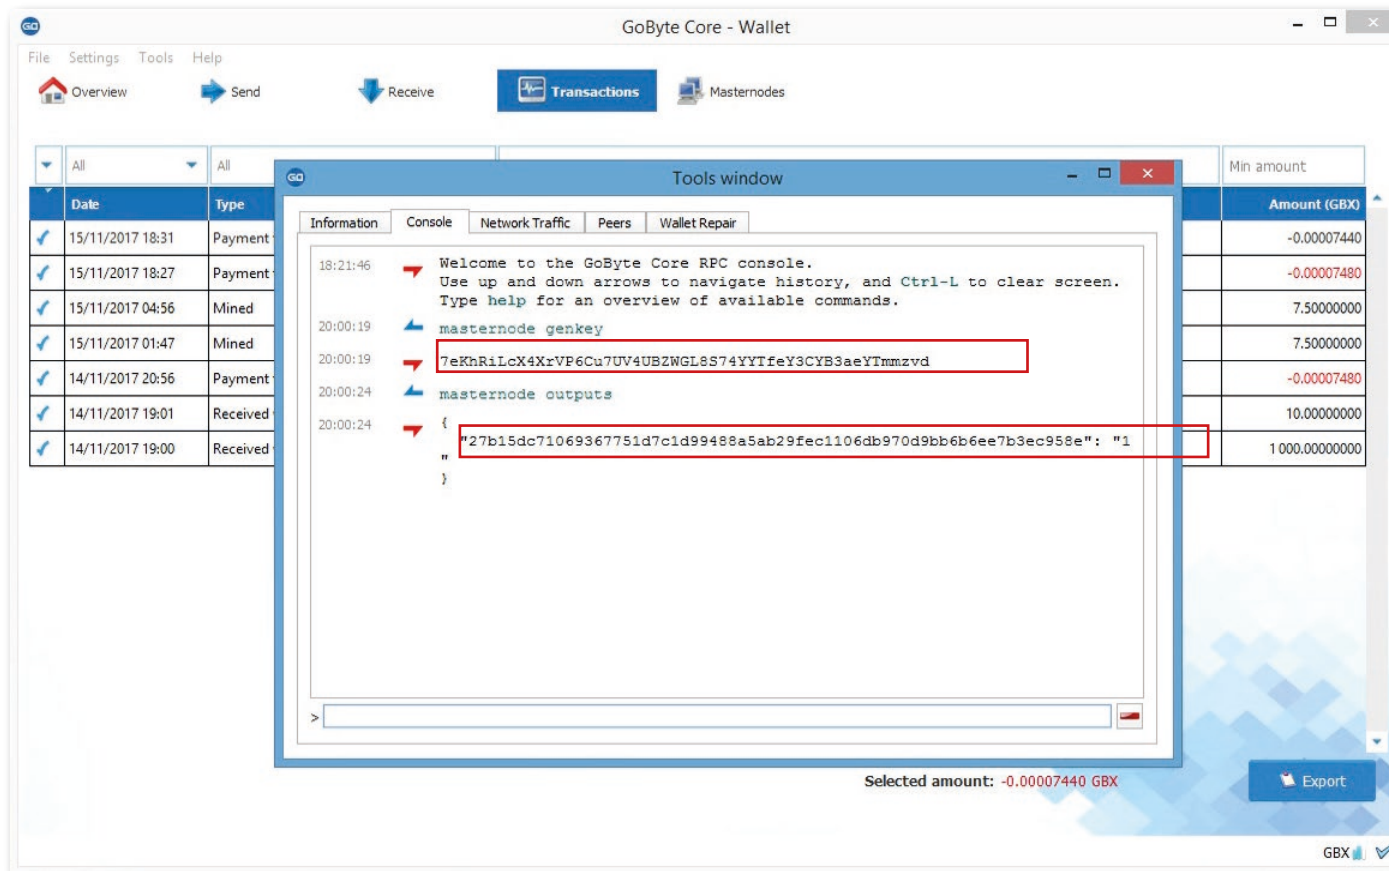 GoByte Core - Wallet
File Settings Tools Help
Overview Send Receive Transactions Masternodes
All All Min amount
Date Type Amount (GBX)
Tools window
Information Console Network Traffic Peers Wallet Repair
15/11/2017 18:31 Payment -0.00007440
15/11/2017 18:27 Payment -0.00007480
15/11/2017 04:56 Mined 7.50000000
15/11/2017 01:47 Mined 7.50000000
14/11/2017 20:56 Payment -0.00007480
14/11/2017 19:01 Received 10.00000000
14/11/2017 19:00 Received 1 000.00000000
18:21:46 Welcome to the GoByte Core RPC console.
Use up and down arrows to navigate history, and Ctrl-L to clear screen.
Type help for an overview of available commands.
20:00:19 masternode genkey
20:00:19 7eKhRiLcX4XrVP6Cu7UV4UBZWGL8S74YYTfeY3CYB3aeYTmmzvd
20:00:24 masternode outputs
20:00:24 {
"27b15dc71069367751d7c1d99488a5ab29fec1106db970d9bb6b6ee7b3ec958e": "1
"
}
>
Selected amount: -0.00007440 GBX
Export
GBX